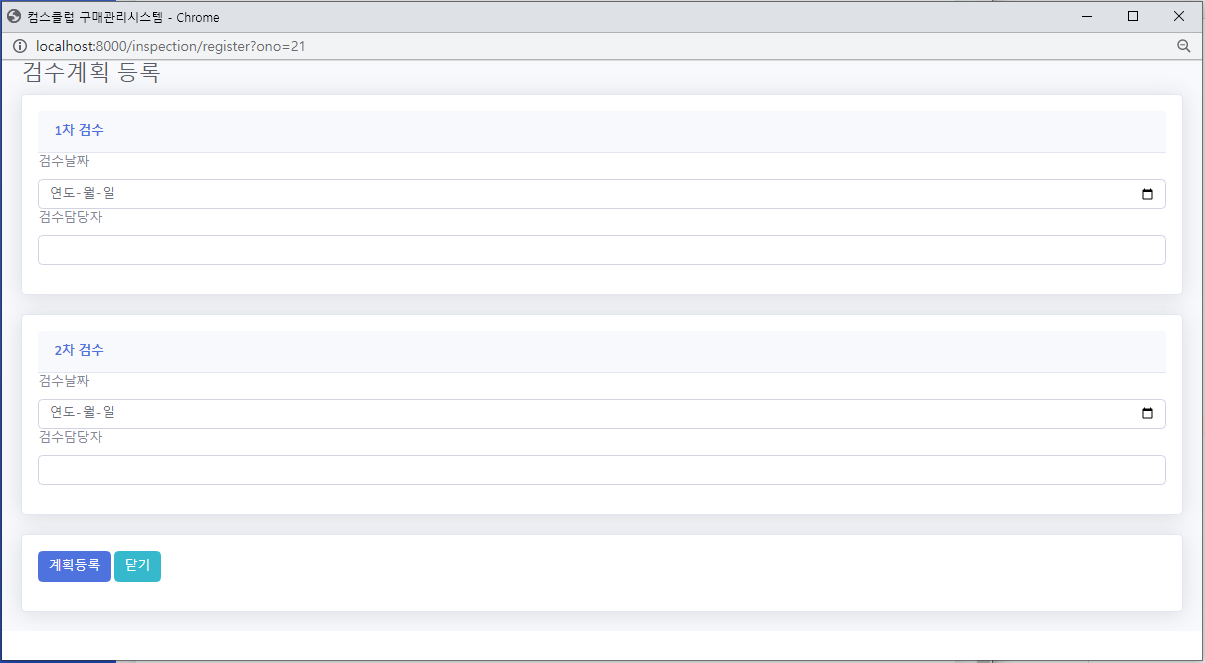 컴스클럽 구매관리시스템 - Chrome
localhost:8000/inspection/register?ono=21
검수계획 등록
1차 검수
검수날짜
연도-월-일
검수담당자
2차 검수
검수날짜
연도-월-일
검수담당자
계획등록 닫기